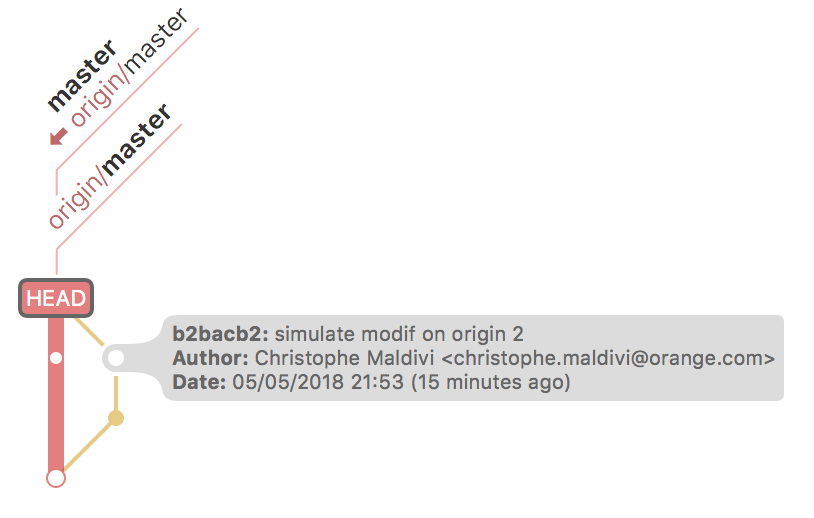 master
origin/master
origin/master
HEAD
b2bacb2: simulate modif on origin 2
Author: Christophe Maldivi <christophe.maldivi@orange.com>
Date: 05/05/2018 21:53 (15 minutes ago)